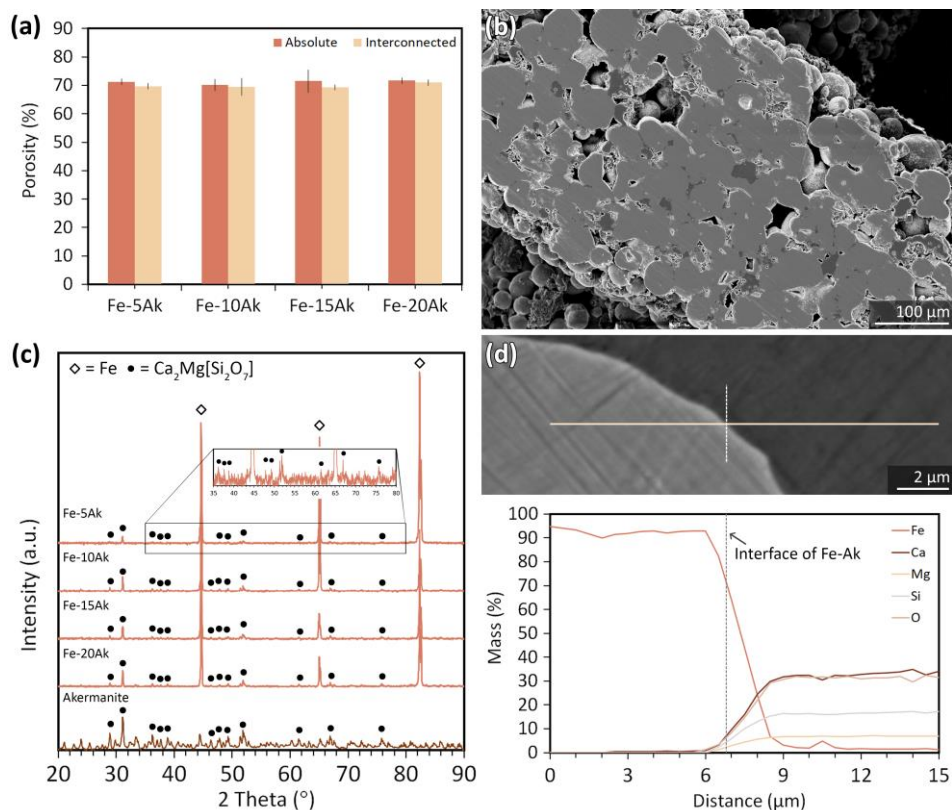 (a)
90
80
70
60
50
40
30
20
10
0
Porosity (%)
Absolute Interconnected
Fe-5Ak Fe-10Ak Fe-15Ak Fe-20Ak
(b)
100 µm
(c)
◇ = Fe ● = Ca₂Mg[Si₂O₇]
35 40 45 50 55 60 65 70 75 80
Fe-5Ak
Fe-10Ak
Fe-15Ak
Fe-20Ak
Akermanite
Intensity (a.u.)
20 30 40 50 60 70 80 90
2 Theta (°)
(d)
2 µm
100
90
80
70
60
50
40
30
20
10
0
Mass (%)
Interface of Fe-Ak
Fe
Ca
Mg
Si
O
0 3 6 9 12 15
Distance (µm)